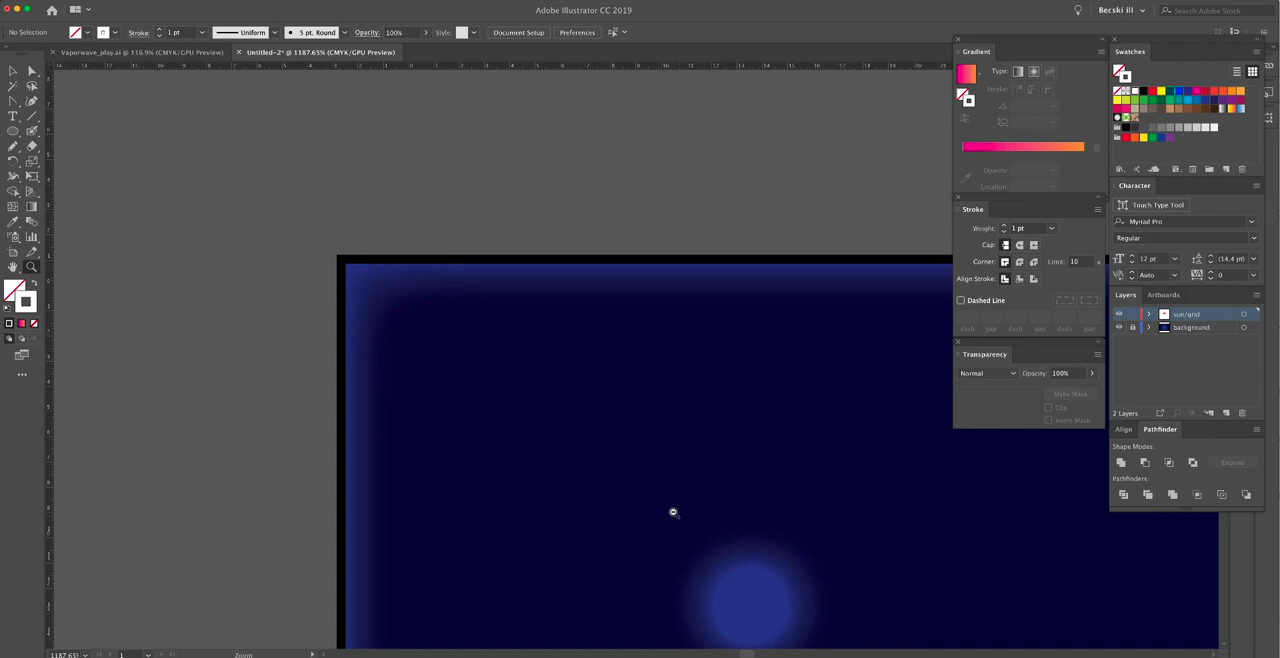 Adobe Illustrator CC 2019
Becski ill
Search Adobe Stock
No Selection
Stroke:
1 pt
Uniform
5 pt. Round
Opacity:
100%
Style:
Document Setup
Preferences
Vaporwave_play.ai @ 116.9% (CMYK/GPU Preview)
Untitled-2* @ 1187.65% (CMYK/GPU Preview)
Gradient
Type:
Stroke:
Opacity:
Location:
Stroke
Weight:
1 pt
Cap:
Corner:
Limit:
10
x
Align Stroke:
Dashed Line
dash gap dash gap dash gap
Transparency
Normal
Opacity:
100%
Make Mask
Clip
Invert Mask
Swatches
Character
Touch Type Tool
Myriad Pro
Regular
12 pt
(14.4 pt)
Auto
0
Layers
Artboards
sun/grid
background
2 Layers
Align
Pathfinder
Shape Modes:
Expand
Pathfinders:
1187.65)
1
Zoom